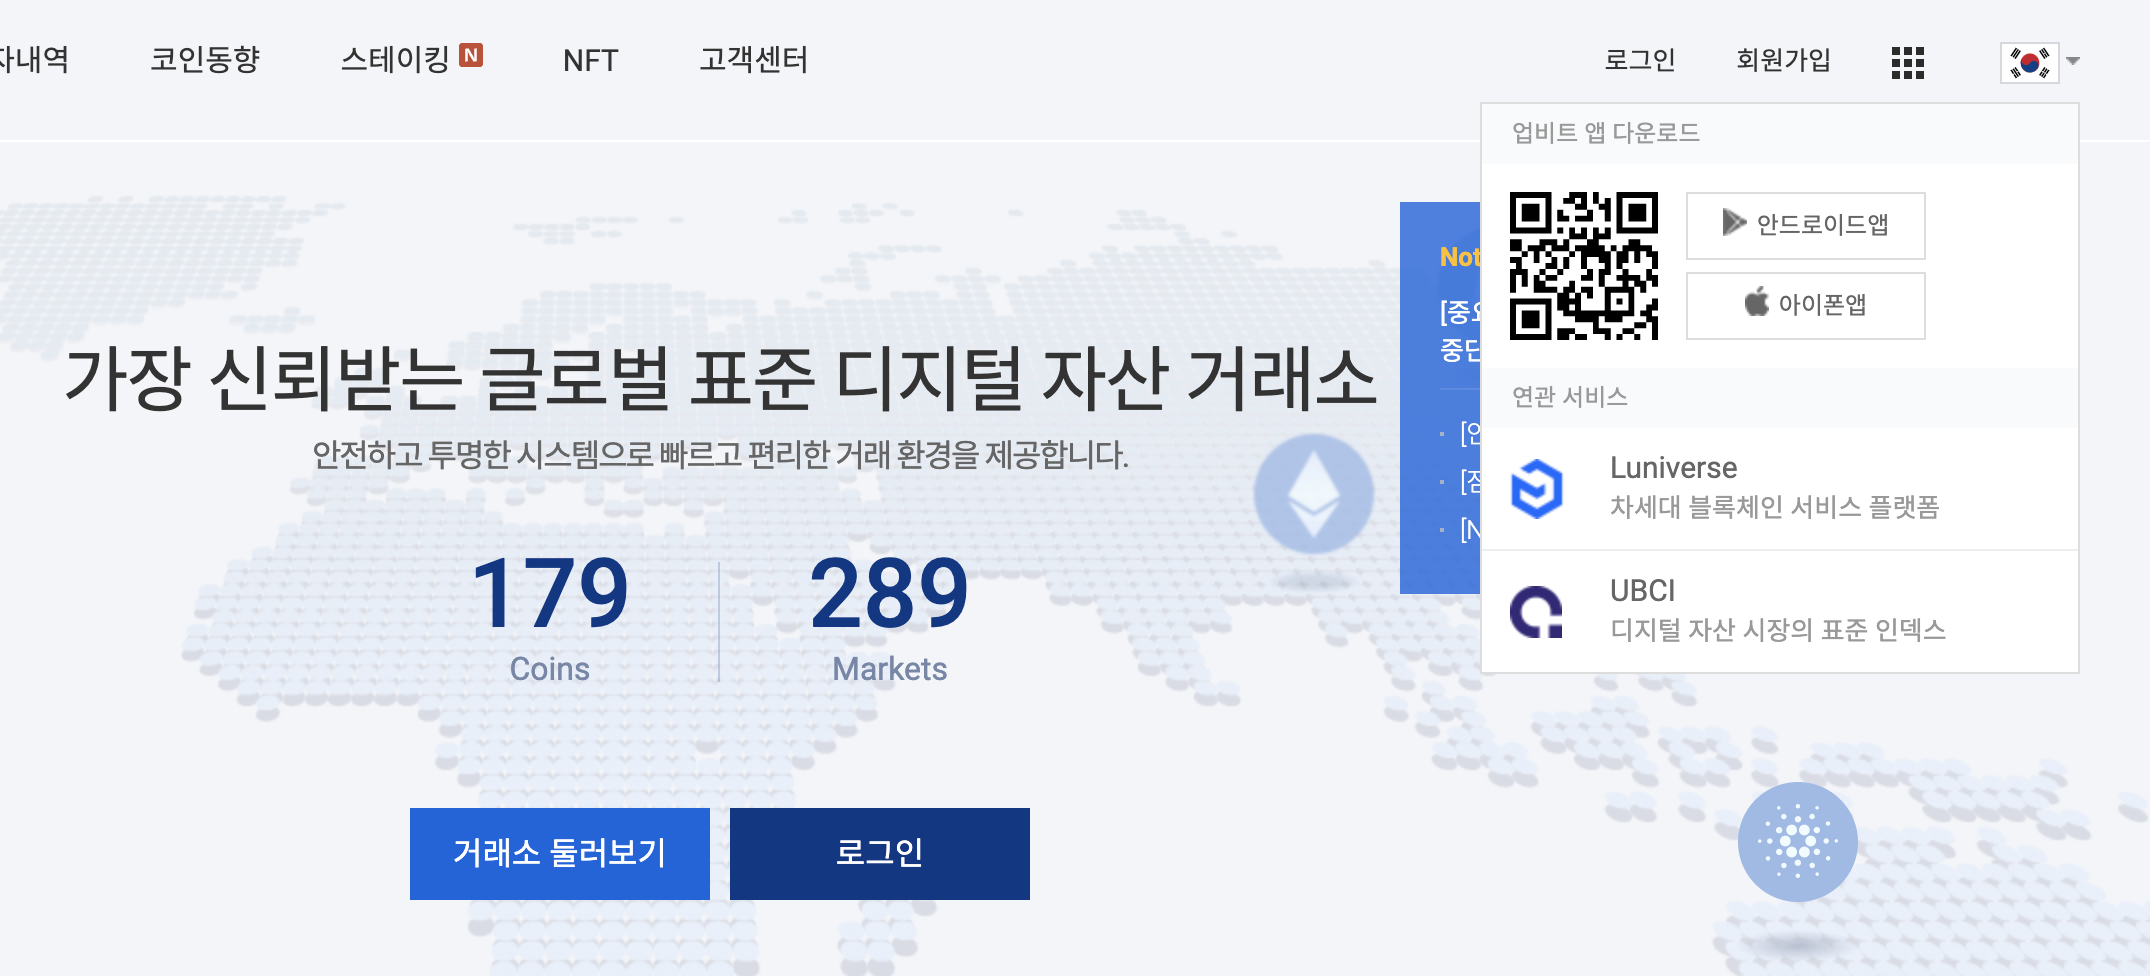 자내역 코인동향 스테이킹 N NFT 고객센터 로그인 회원가입
업비트 앱 다운로드
안드로이드앱
아이폰앱
연관 서비스
Luniverse
차세대 블록체인 서비스 플랫폼
UBCI
디지털 자산 시장의 표준 인덱스
Not
[중요
중단
[안
[점
[N
가장 신뢰받는 글로벌 표준 디지털 자산 거래소
안전하고 투명한 시스템으로 빠르고 편리한 거래 환경을 제공합니다.
179 289
Coins Markets
거래소 둘러보기 로그인